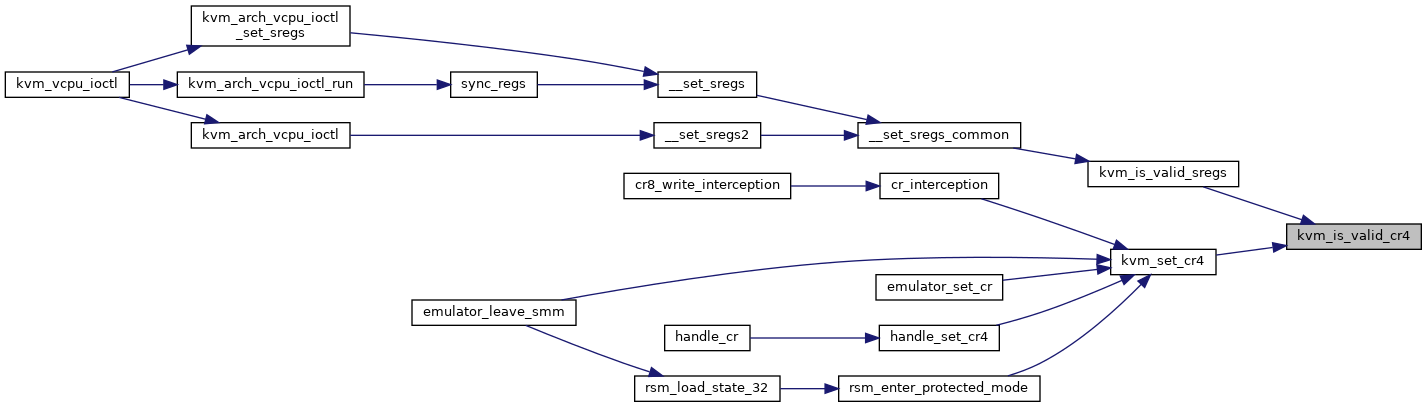 kvm_arch_vcpu_ioctl
_set_sregs
kvm_vcpu_ioctl
kvm_arch_vcpu_ioctl_run
sync_regs
__set_sregs
kvm_arch_vcpu_ioctl
__set_sregs2
__set_sregs_common
kvm_is_valid_sregs
cr8_write_interception
cr_interception
kvm_is_valid_cr4
kvm_set_cr4
emulator_set_cr
emulator_leave_smm
handle_cr
handle_set_cr4
rsm_load_state_32
rsm_enter_protected_mode